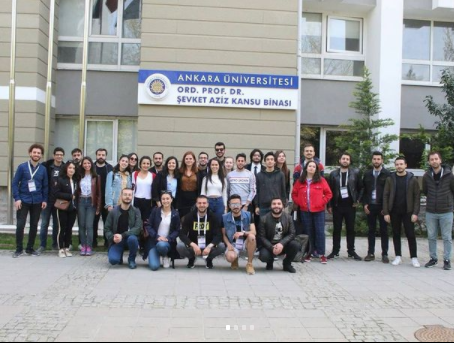 ANKARA ÜNİVERSİTESİ
ORD. PROF. DR.
ŞEVKET AZİZ KANSU BİNASI